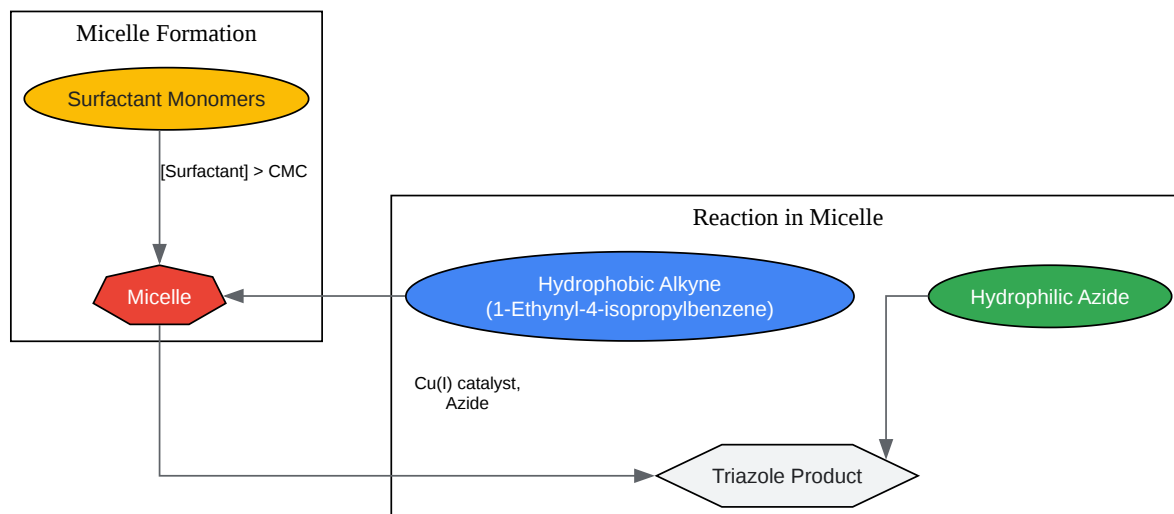 Micelle Formation
Surfactant Monomers
[Surfactant] > CMC
Reaction in Micelle
Micelle
Hydrophobic Alkyne
(1-Ethynyl-4-isopropylbenzene)
Hydrophilic Azide
Cu(I) catalyst,
Azide
Triazole Product